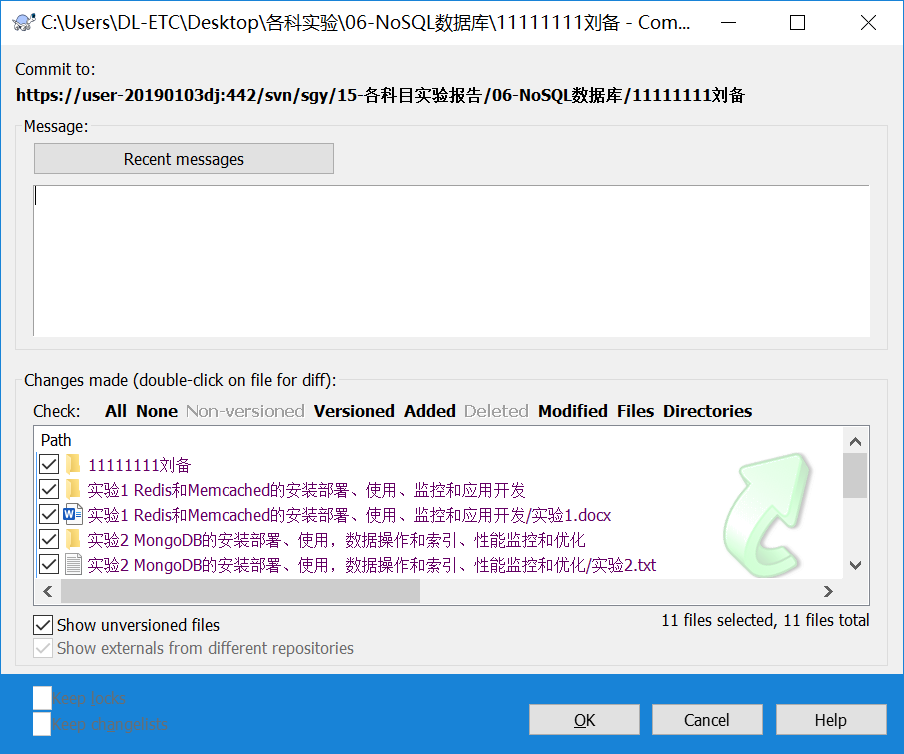 C:\Users\DL-ETC\Desktop\各科实验\06-NoSQL数据库\11111111刘备 - Com...
Commit to:
https://user-20190103dj:442/svn/sgy/15-各科目实验报告/06-NoSQL数据库/11111111刘备
Message:
Recent messages
Changes made (double-click on file for diff):
Check: All None Non-versioned Versioned Added Deleted Modified Files Directories
Path
11111111刘备
实验1 Redis和Memcached的安装部署、使用、监控和应用开发
实验1 Redis和Memcached的安装部署、使用、监控和应用开发/实验1.docx
实验2 MongoDB的安装部署、使用，数据操作和索引、性能监控和优化
实验2 MongoDB的安装部署、使用，数据操作和索引、性能监控和优化/实验2.txt
Show unversioned files
11 files selected, 11 files total
Show externals from different repositories
Keep locks
Keep changelists
OK
Cancel
Help